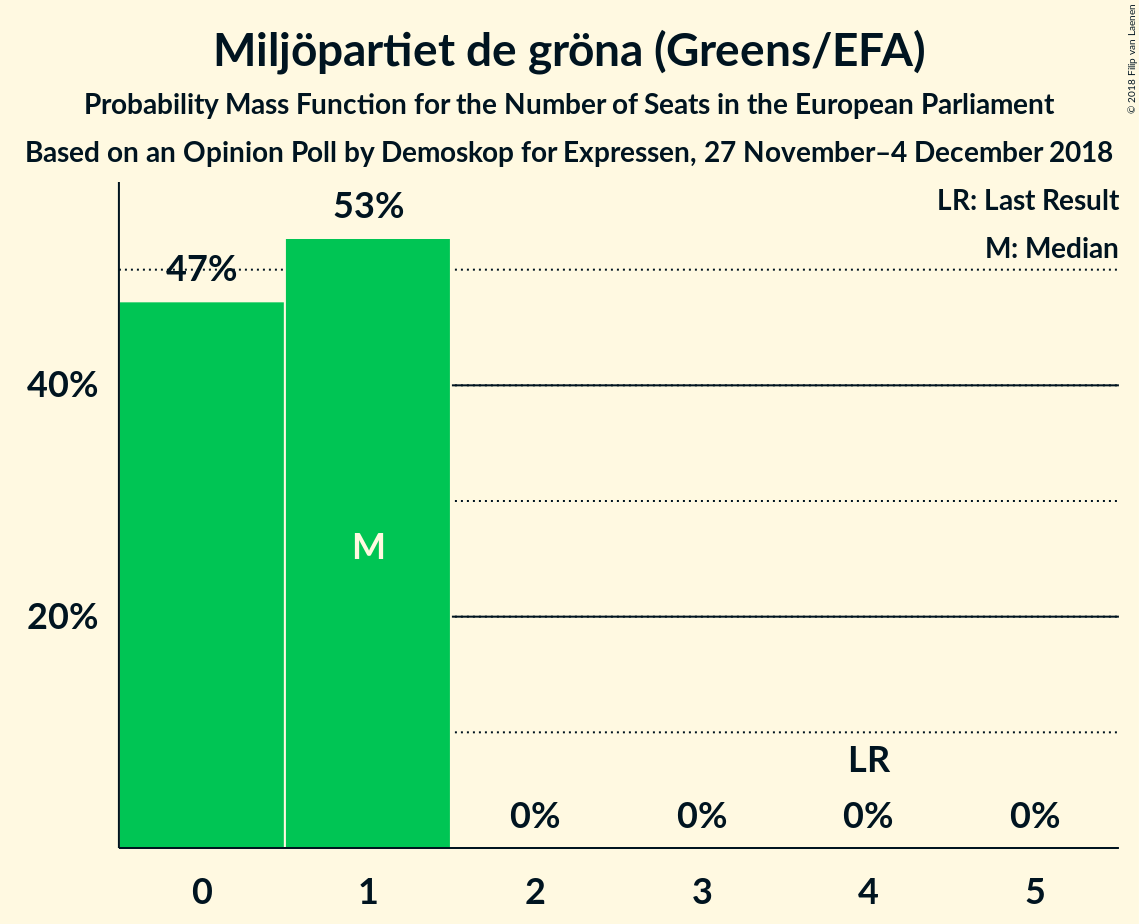 Miljöpartiet de gröna (Greens/EFA)
Probability Mass Function for the Number of Seats in the European Parliament
Based on an Opinion Poll by Demoskop for Expressen, 27 November–4 December 2018
© 2018 Filip van Laenen
LR: Last Result
M: Median
53%
47%
40%
M
20%
LR
0% 0% 0% 0%
0 1 2 3 4 5